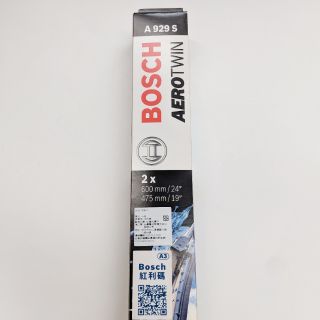 A 929 S
BOSCH
AEROTWIN
2 x
600 mm / 24"
475 mm / 19"
A3
Bosch
紅利碼